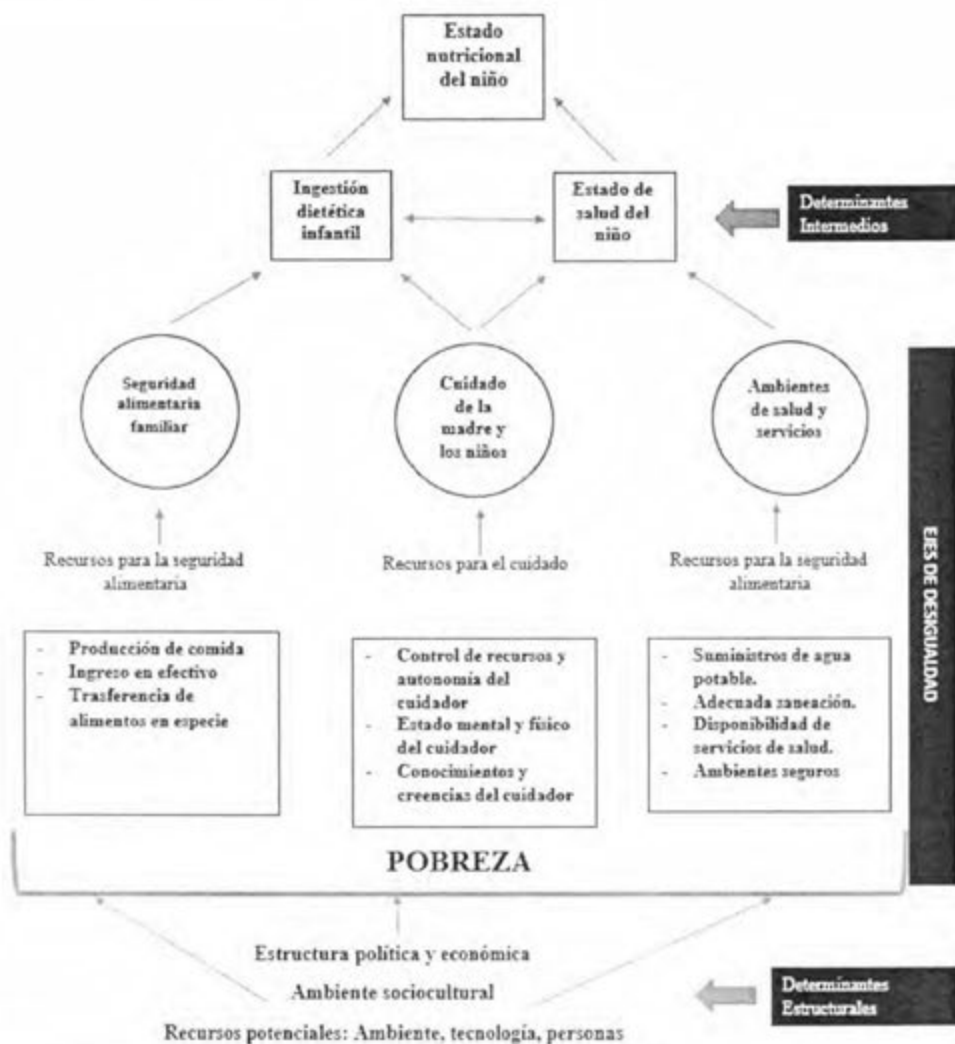 Estado
nutricional
del niño
Ingestión
dietética
infantil
Estado de
salud del
niño
Determinantes
Intermedios
Seguridad
alimentaria
familiar
Cuidado
de la
madre y
los niños
Ambientes
de salud y
servicios
Recursos para la seguridad
alimentaria
Recursos para el cuidado
Recursos para la seguridad
alimentaria
- Producción de comida
- Ingreso en efectivo
- Trasferencia de
alimentos en especie
- Control de recursos y
autonomía del
cuidador
- Estado mental y físico
del cuidador
- Conocimientos y
creencias del cuidador
- Suministros de agua
potable.
- Adecuada saneación.
- Disponibilidad de
servicios de salud.
- Ambientes seguros
EJES DE DESIGUALDAD
POBREZA
Estructura política y económica
Ambiente sociocultural
Recursos potenciales: Ambiente, tecnología, personas
Determinantes
Estructurales